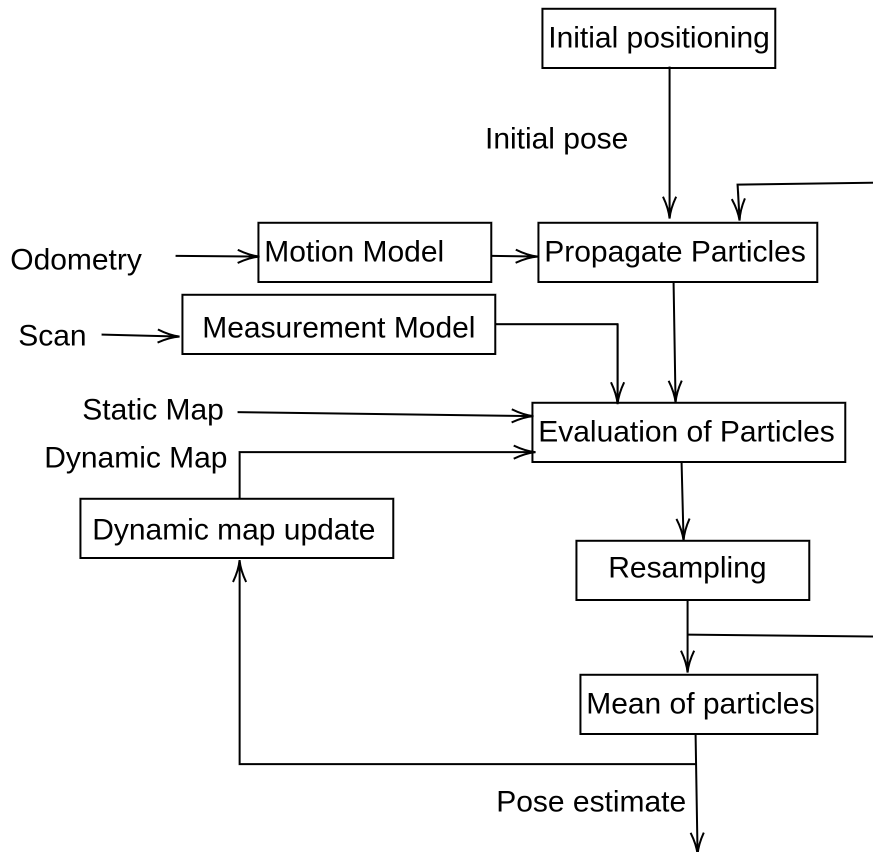 Initial positioning
Initial pose
Odometry
Motion Model
Propagate Particles
Scan
Measurement Model
Static Map
Dynamic Map
Evaluation of Particles
Dynamic map update
Resampling
Mean of particles
Pose estimate